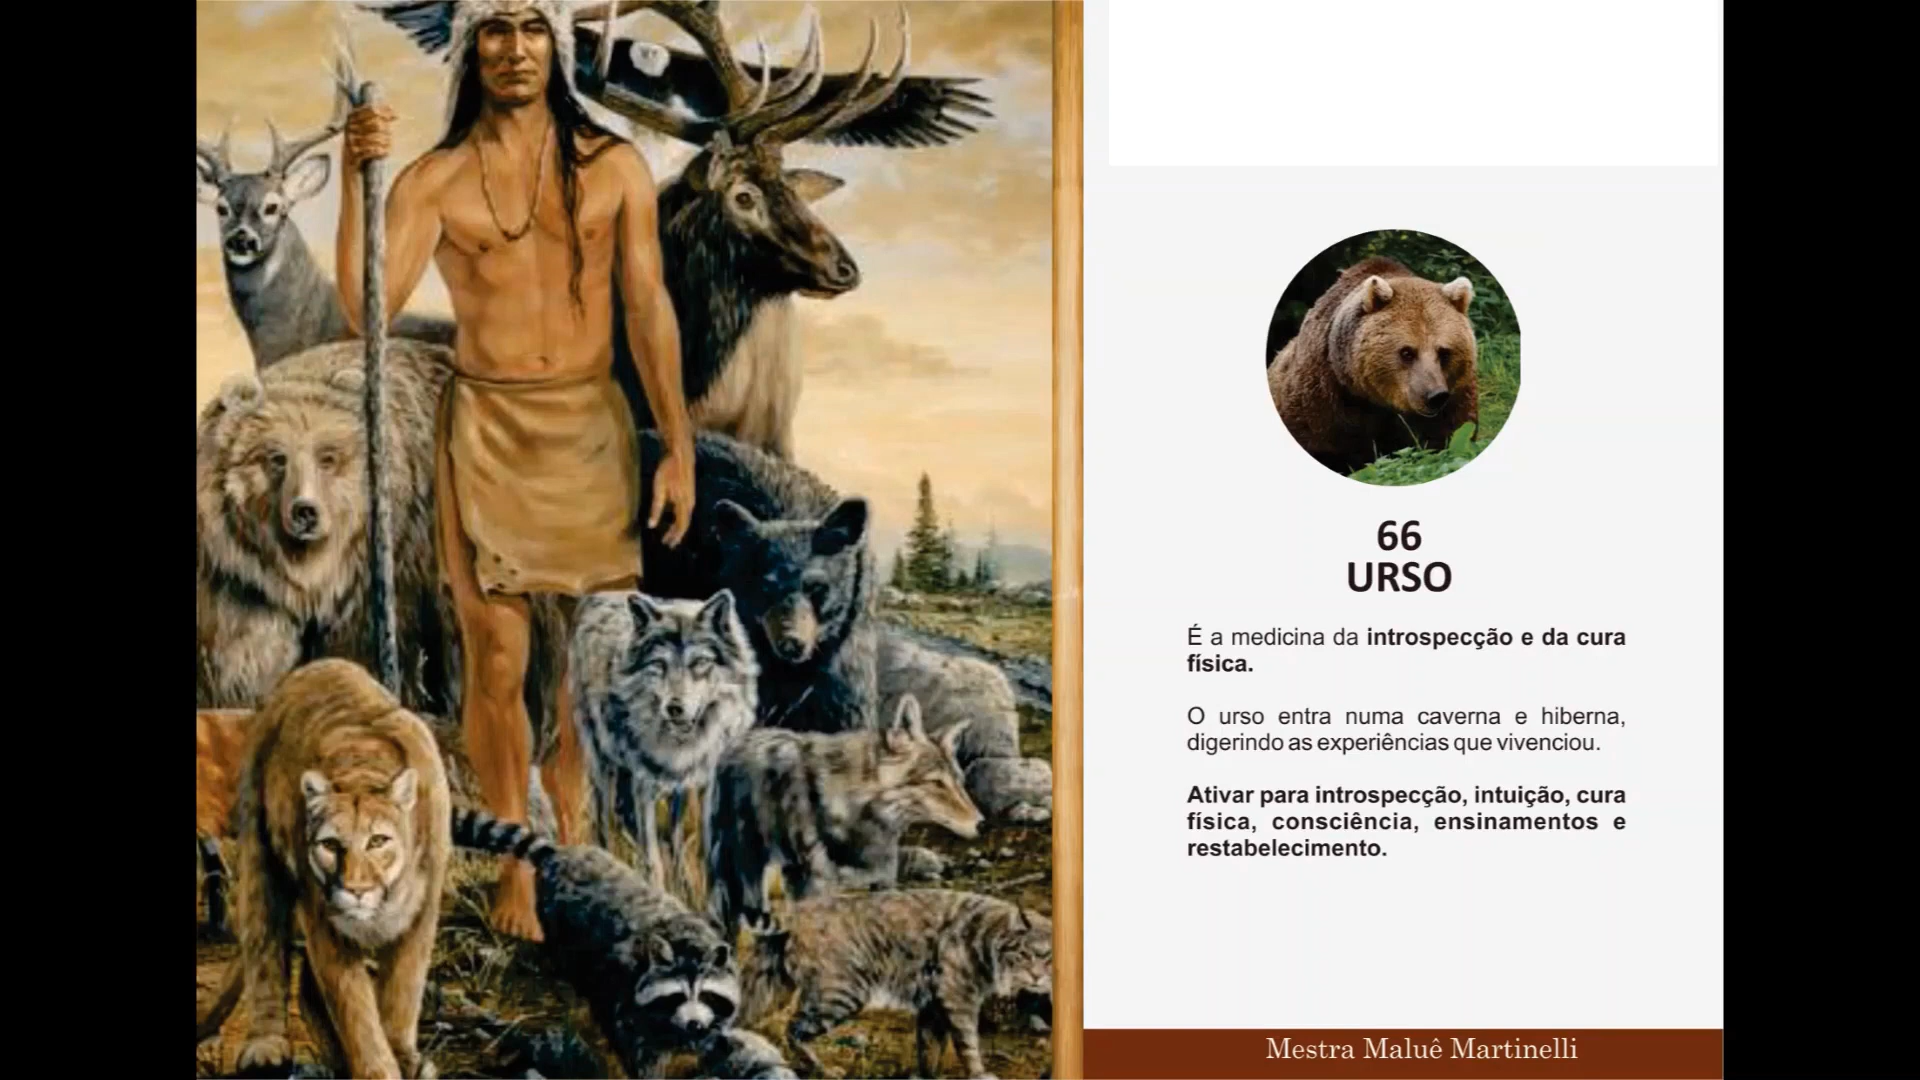 66
URSO
É a medicina da introspecção e da cura
física.
O urso entra numa caverna e hiberna,
digerindo as experiências que vivenciou.
Ativar para introspecção, intuição, cura
física, consciência, ensinamentos e
restabelecimento.
Mestra Maluê Martinelli